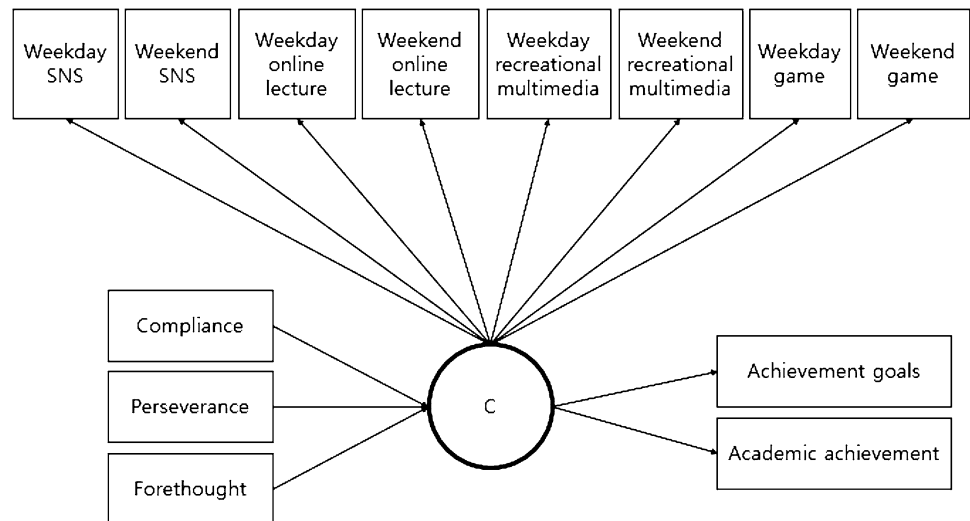 Weekday
SNS
Weekend
SNS
Weekday
online
lecture
Weekend
online
lecture
Weekday
recreational
multimedia
Weekend
recreational
multimedia
Weekday
game
Weekend
game
Compliance
Perseverance
Forethought
C
Achievement goals
Academic achievement